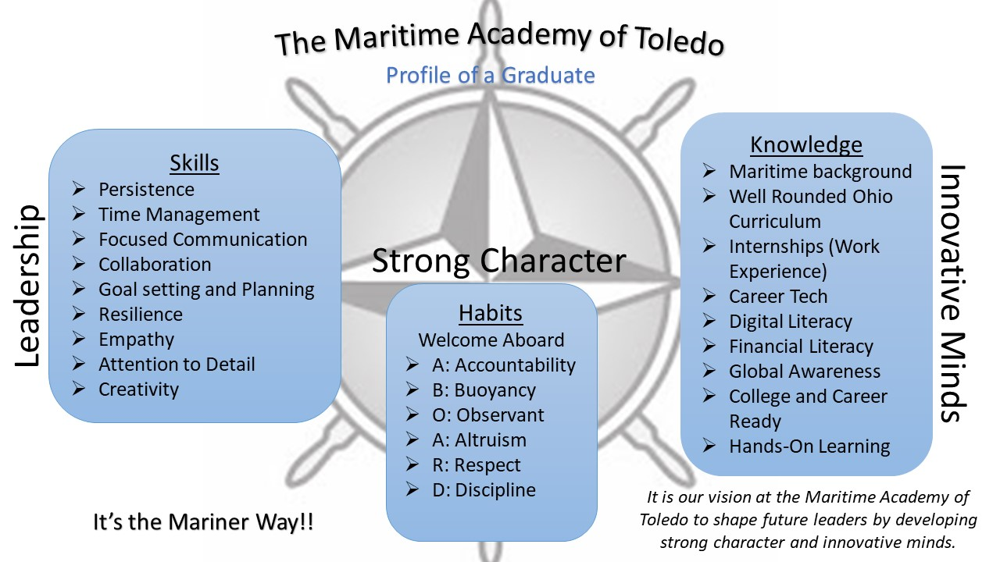 The Maritime Academy of Toledo
Profile of a Graduate
Leadership
Skills
➢ Persistence
➢ Time Management
➢ Focused Communication
➢ Collaboration
➢ Goal setting and Planning
➢ Resilience
➢ Empathy
➢ Attention to Detail
➢ Creativity
Strong Character
Habits
Welcome Aboard
➢ A: Accountability
➢ B: Buoyancy
➢ O: Observant
➢ A: Altruism
➢ R: Respect
➢ D: Discipline
Knowledge
➢ Maritime background
➢ Well Rounded Ohio
Curriculum
➢ Internships (Work
Experience)
➢ Career Tech
➢ Digital Literacy
➢ Financial Literacy
➢ Global Awareness
➢ College and Career
Ready
➢ Hands-On Learning
Innovative Minds
It's the Mariner Way!!
It is our vision at the Maritime Academy of
Toledo to shape future leaders by developing
strong character and innovative minds.